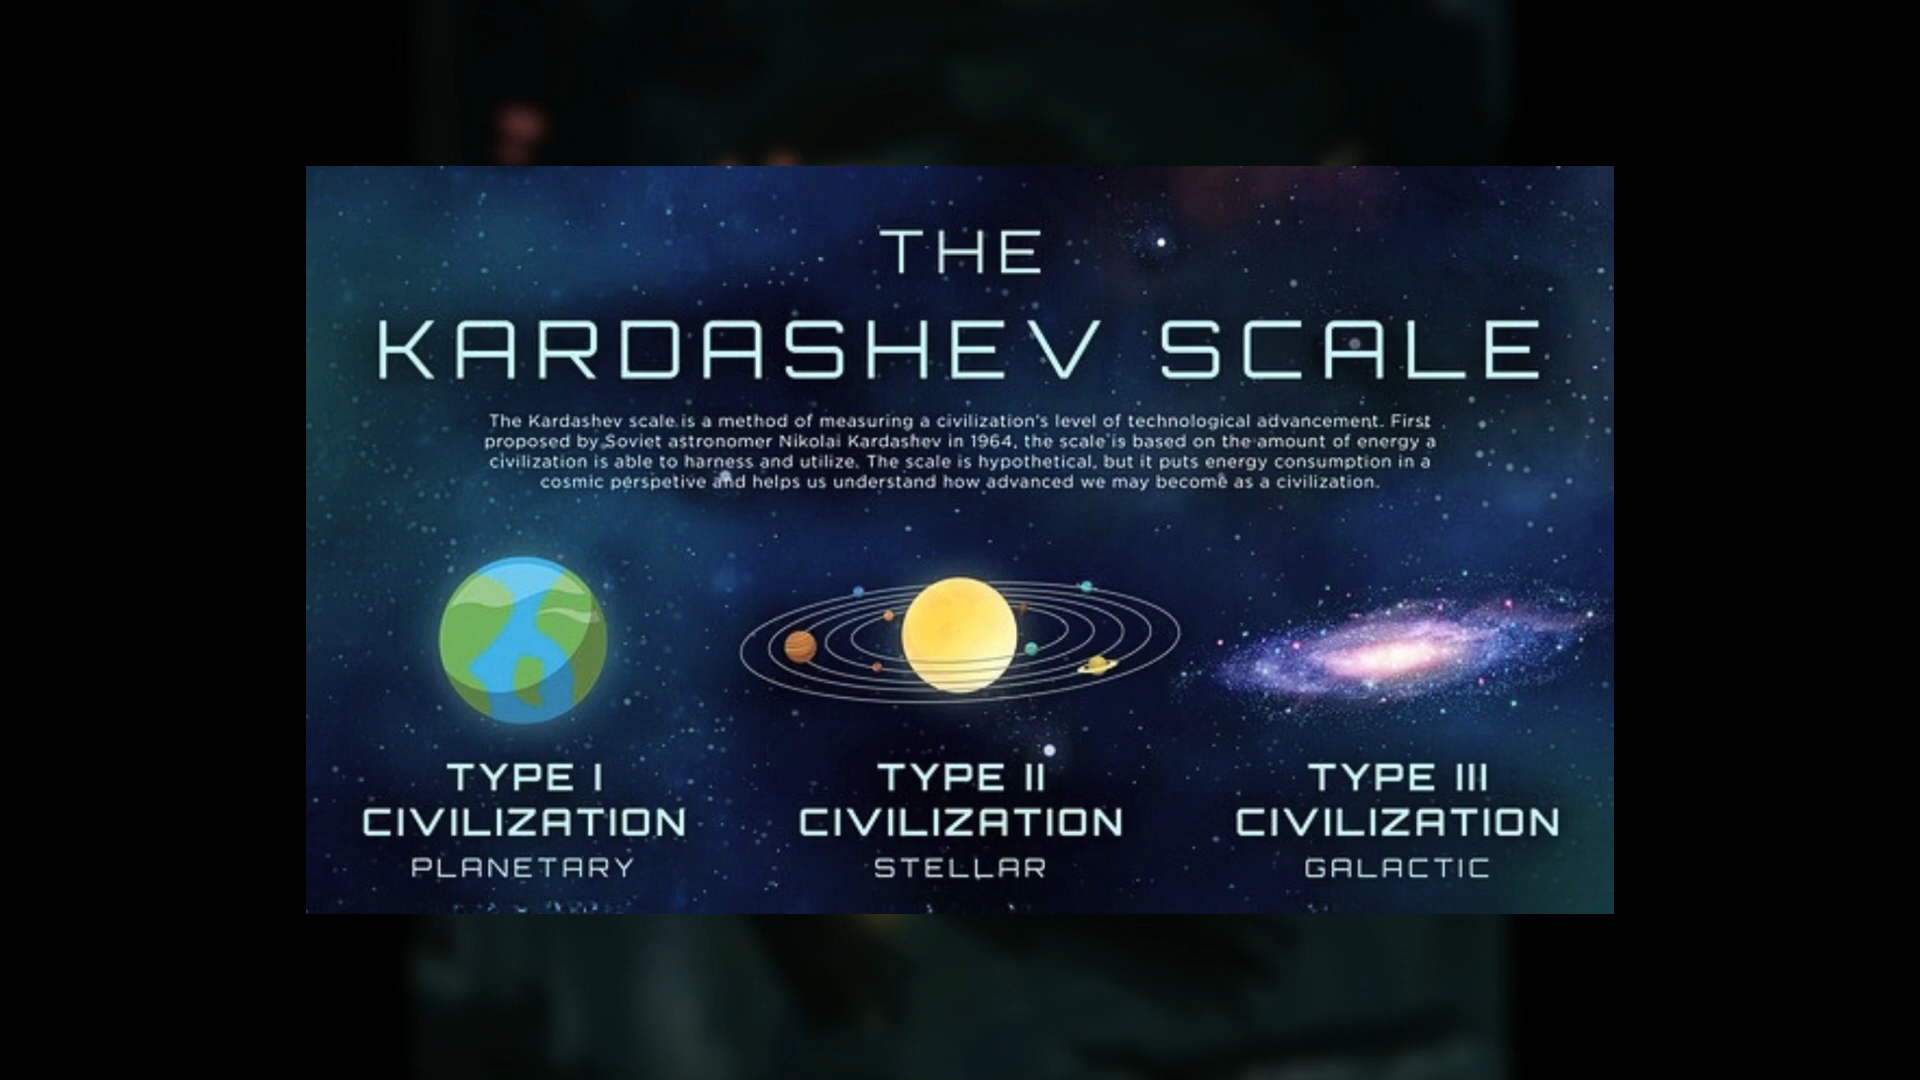 THE
KARDASHEV SCALE
The Kardashev scale is a method of measuring a civilization's level of technological advancement. First
proposed by Soviet astronomer Nikolai Kardashev in 1964, the scale is based on the amount of energy a
civilization is able to harness and utilize. The scale is hypothetical, but it puts energy consumption in a
cosmic perspetive and helps us understand how advanced we may become as a civilization.
TYPE I
CIVILIZATION
PLANETARY
TYPE II
CIVILIZATION
STELLAR
TYPE III
CIVILIZATION
GALACTIC